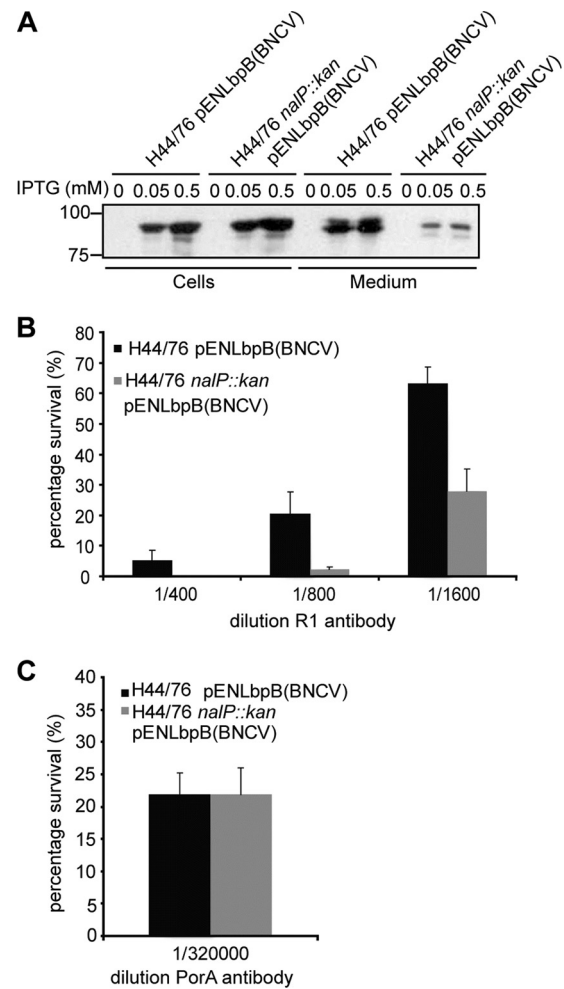 A
H44/76 pENLbpB(BNCV)
H44/76 nalP::kan
pENLbpB(BNCV)
H44/76 pENLbpB(BNCV)
H44/76 nalP::kan
pENLbpB(BNCV)
IPTG (mM) 0 0.05 0.5 0 0.05 0.5 0 0.05 0.5 0 0.05 0.5
100
75
Cells Medium
B
percentage survival (%)
80
70
60
50
40
30
20
10
0
H44/76 pENLbpB(BNCV)
H44/76 nalP::kan
pENLbpB(BNCV)
1/400 1/800 1/1600
dilution R1 antibody
C
percentage survival (%)
40
35
30
25
20
15
10
5
0
H44/76 pENLbpB(BNCV)
H44/76 nalP::kan
pENLbpB(BNCV)
1/320000
dilution PorA antibody